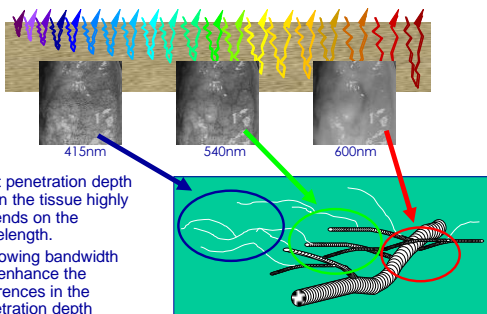 415nm
540nm
600nm
penetration depth
n the tissue highly
ends on the
elength.
owing bandwidth
enhance the
rences in the
etration depth